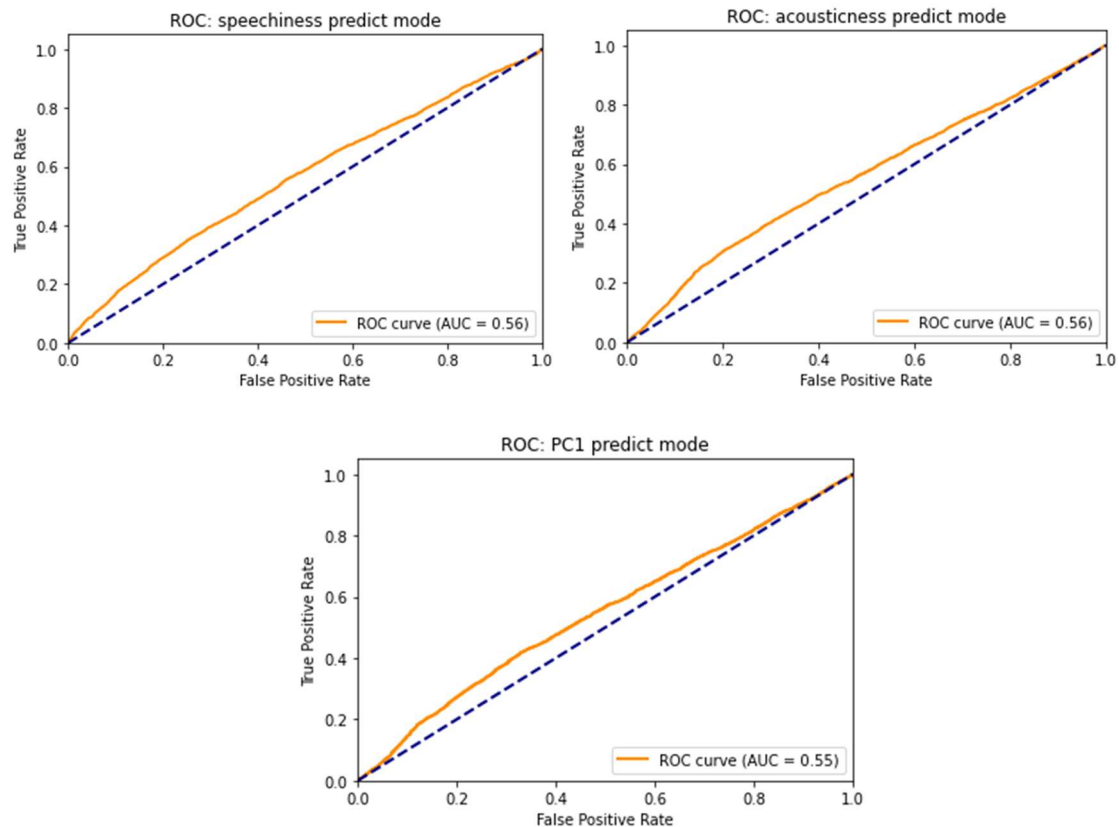 ROC: speechiness predict mode
True Positive Rate
1.0
0.8
0.6
0.4
0.2
0.0
ROC curve (AUC = 0.56)
0.0 0.2 0.4 0.6 0.8 1.0
False Positive Rate
ROC: acousticness predict mode
True Positive Rate
1.0
0.8
0.6
0.4
0.2
0.0
ROC curve (AUC = 0.56)
0.0 0.2 0.4 0.6 0.8 1.0
False Positive Rate
ROC: PC1 predict mode
True Positive Rate
1.0
0.8
0.6
0.4
0.2
0.0
ROC curve (AUC = 0.55)
0.0 0.2 0.4 0.6 0.8 1.0
False Positive Rate